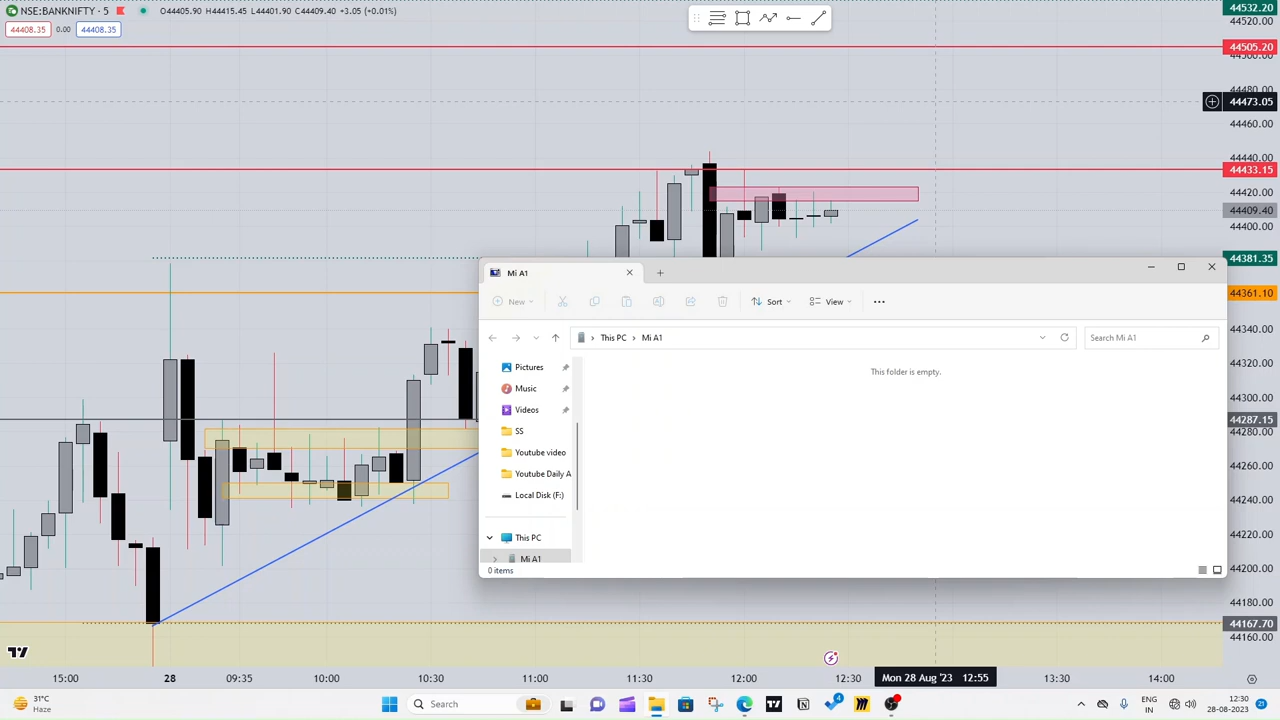 NSE:BANKNIFTY · 5 O44405.90 H44415.45 L44401.90 C44409.40 +3.05 (+0.01%)
44408.35 0.00 44408.35
44532.20
44520.00
44505.20
44500.00
44480.00
44473.05
44460.00
44440.00
44433.15
44420.00
44409.40
44400.00
44381.35
44361.10
44340.00
44320.00
44300.00
44287.15
44280.00
44260.00
44240.00
44220.00
44200.00
44180.00
44167.70
44160.00
Mi A1
New
Sort
View
This PC
Mi A1
Search Mi A1
Pictures
Music
Videos
SS
Youtube video
Youtube Daily A
Local Disk (F:)
This PC
Mi A1
This folder is empty.
0 items
15:00 28 09:35 10:00 10:30 11:00 11:30 12:00 12:30 Mon 28 Aug '23 12:55 13:30 14:00
31°C
Haze
Search
4
ENG
IN
12:30
28-08-2023
21